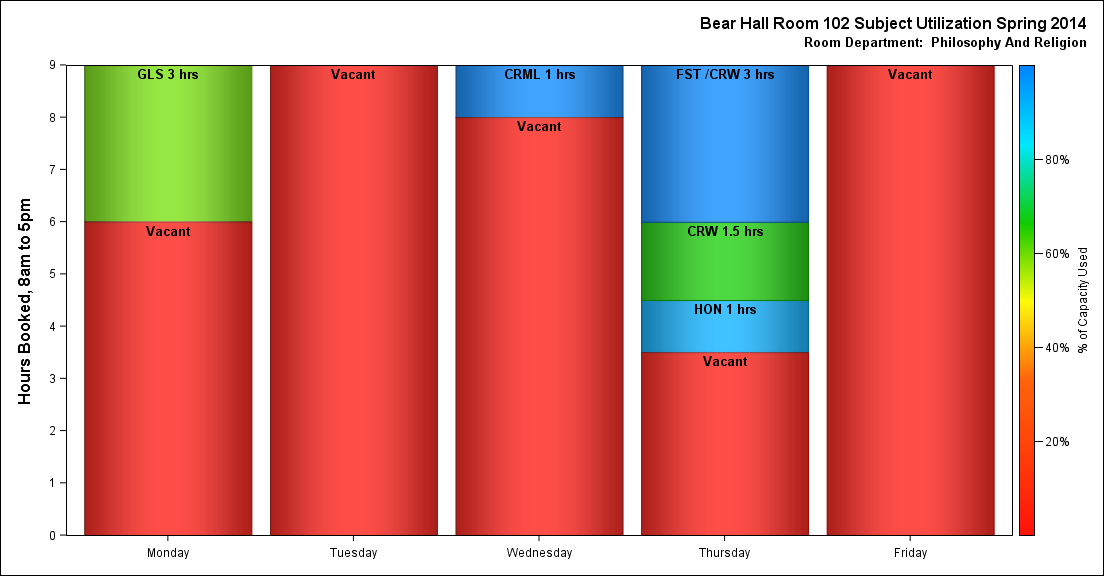 Bear Hall Room 102 Subject Utilization Spring 2014
Room Department:  Philosophy And Religion
Hours Booked, 8am to 5pm
9
8
7
6
5
4
3
2
1
0
GLS 3 hrs
Vacant
Vacant
CRML 1 hrs
Vacant
FST /CRW 3 hrs
CRW 1.5 hrs
HON 1 hrs
Vacant
Vacant
Monday
Tuesday
Wednesday
Thursday
Friday
80%
60%
40%
20%
% of Capacity Used